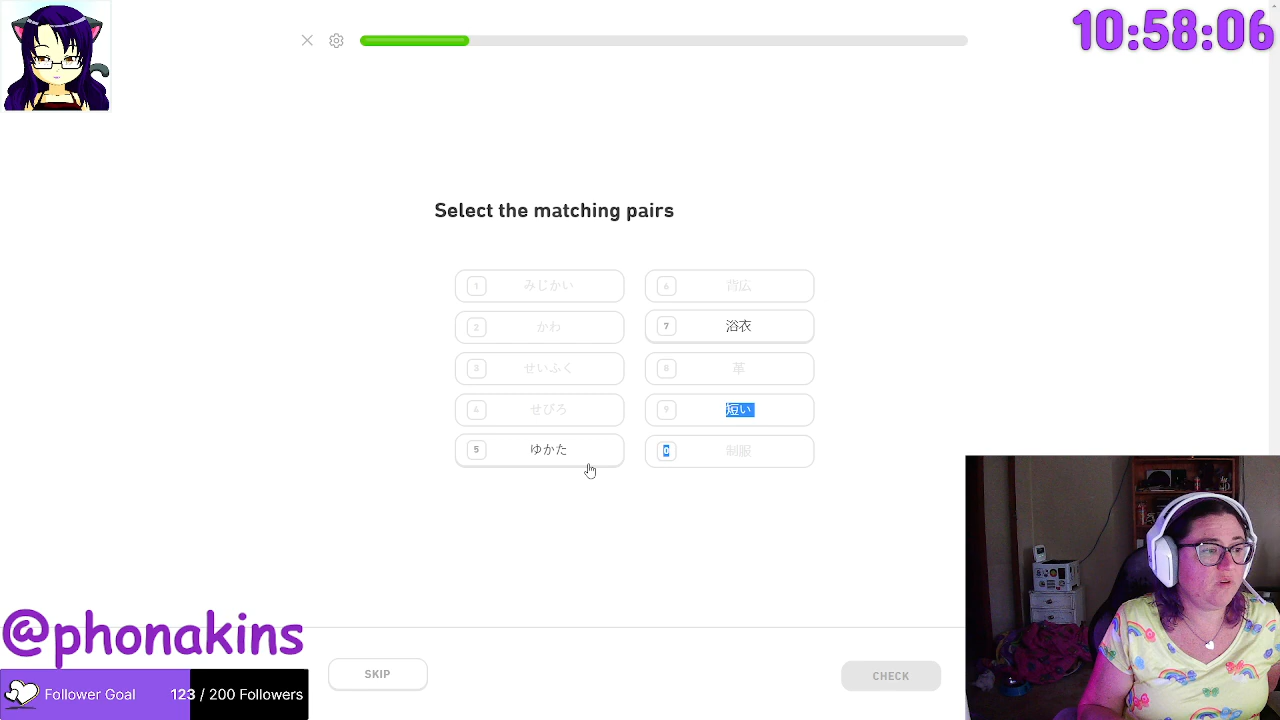 10:58:06
Select the matching pairs
1 みじかい
6 背広
2 かわ
7 浴衣
3 せいふく
8 革
4 せびろ
9 短い
5 ゆかた
0 制服
@phonakins
Follower Goal 123 / 200 Followers
SKIP
CHECK